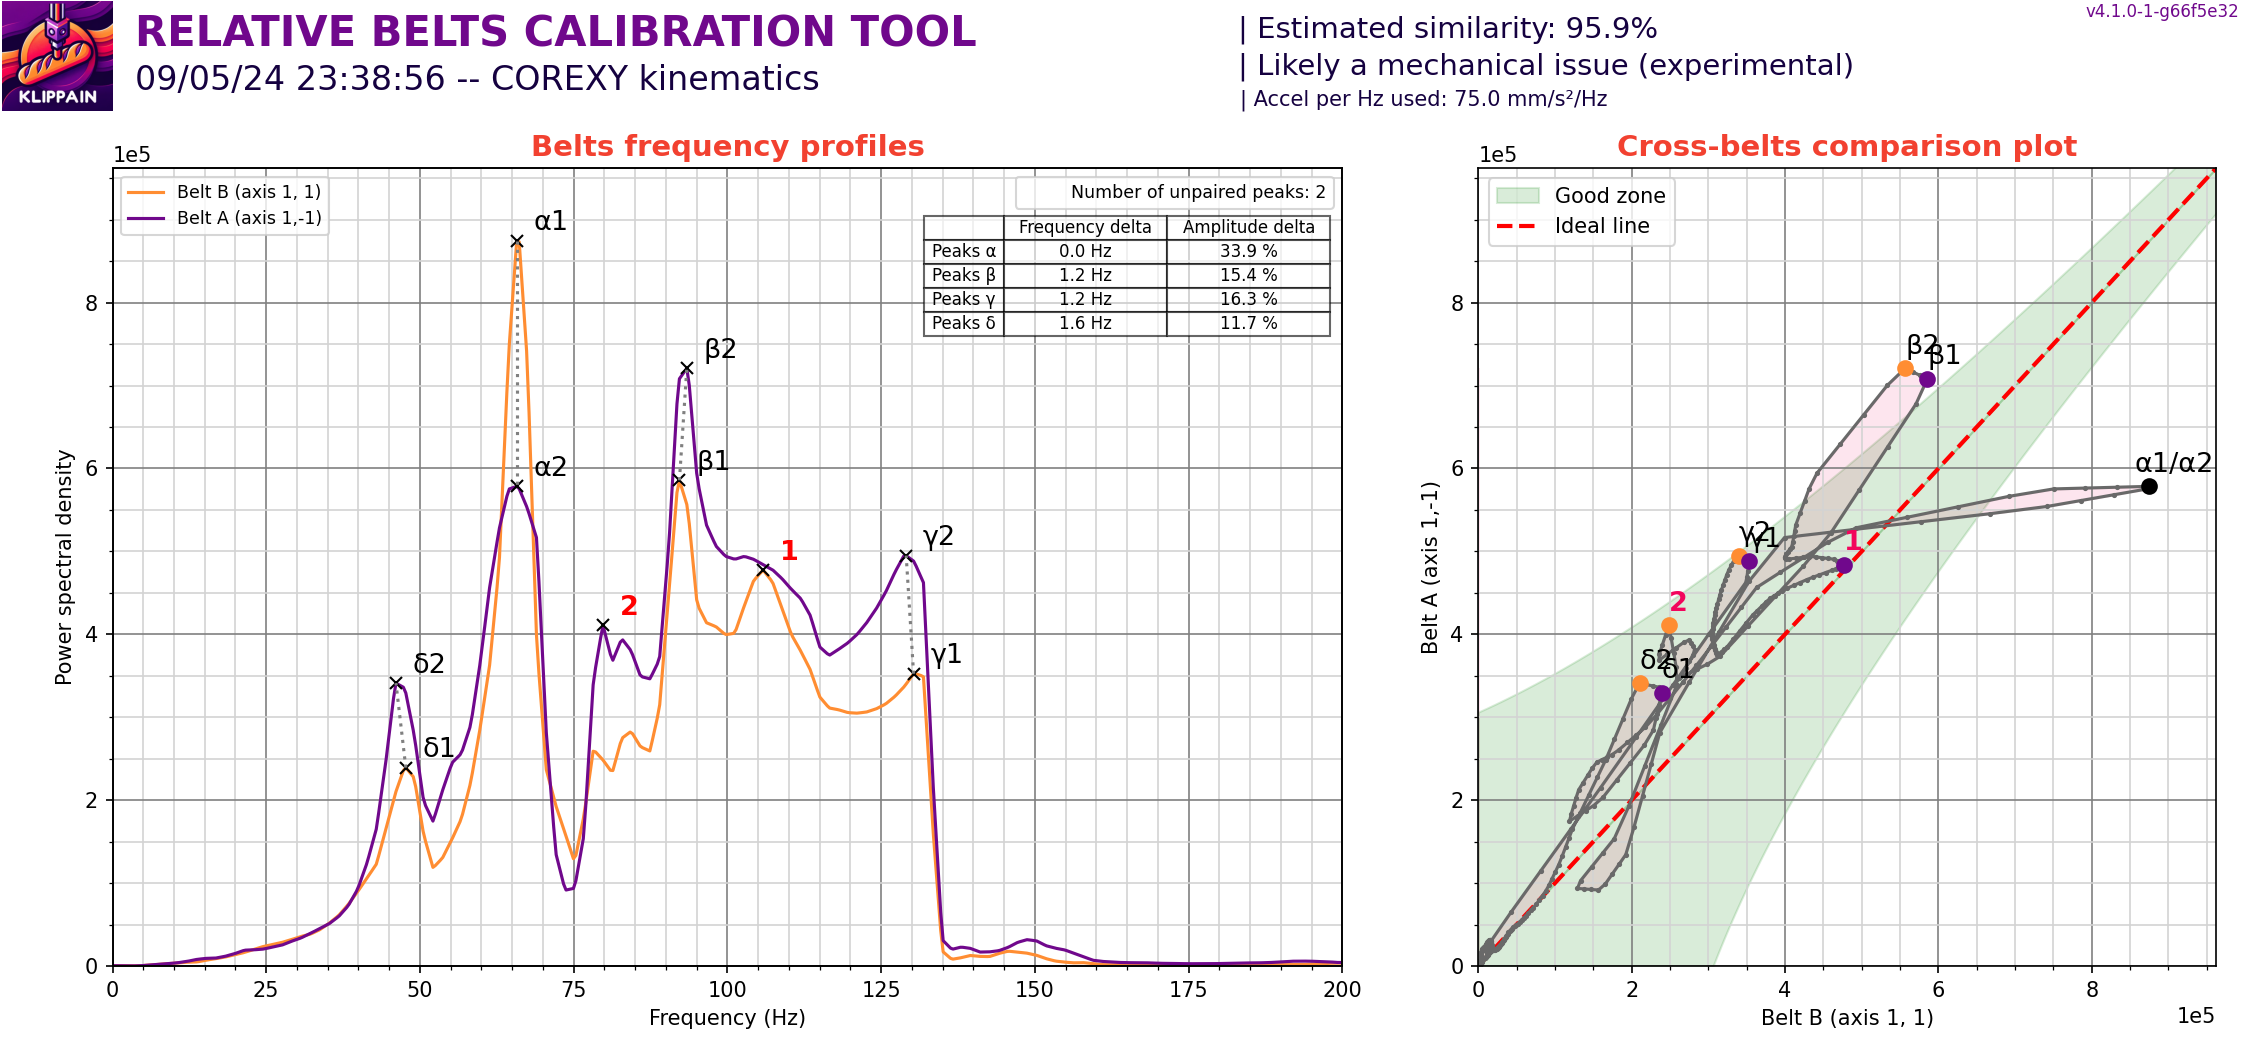 KLIPPAIN
RELATIVE BELTS CALIBRATION TOOL
09/05/24 23:38:56 -- COREXY kinematics
| Estimated similarity: 95.9%
| Likely a mechanical issue (experimental)
| Accel per Hz used: 75.0 mm/s²/Hz
v4.1.0-1-g66f5e32
Belts frequency profiles
1e5
Belt B (axis 1, 1)
Belt A (axis 1,-1)
Number of unpaired peaks: 2
Frequency delta Amplitude delta
Peaks α 0.0 Hz 33.9 %
Peaks β 1.2 Hz 15.4 %
Peaks γ 1.2 Hz 16.3 %
Peaks δ 1.6 Hz 11.7 %
α1
α2
β2
β1
1
2
γ2
γ1
δ2
δ1
8
6
4
2
0
Power spectral density
0 25 50 75 100 125 150 175 200
Frequency (Hz)
Cross-belts comparison plot
1e5
Good zone
Ideal line
β2
β1
α1/α2
γ2
γ1
1
2
δ2
δ1
8
6
4
2
0
Belt A (axis 1,-1)
0 2 4 6 8
1e5
Belt B (axis 1, 1)